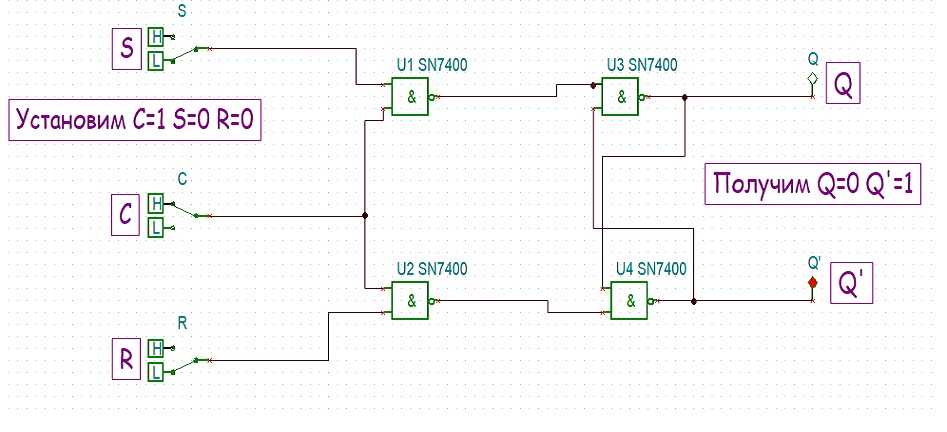 S
S
H
L
U1 SN7400
&
U3 SN7400
&
Q
Q
Установим C=1 S=0 R=0
Получим Q=0 Q'=1
C
C
H
L
U2 SN7400
&
U4 SN7400
&
Q'
Q'
R
R
H
L